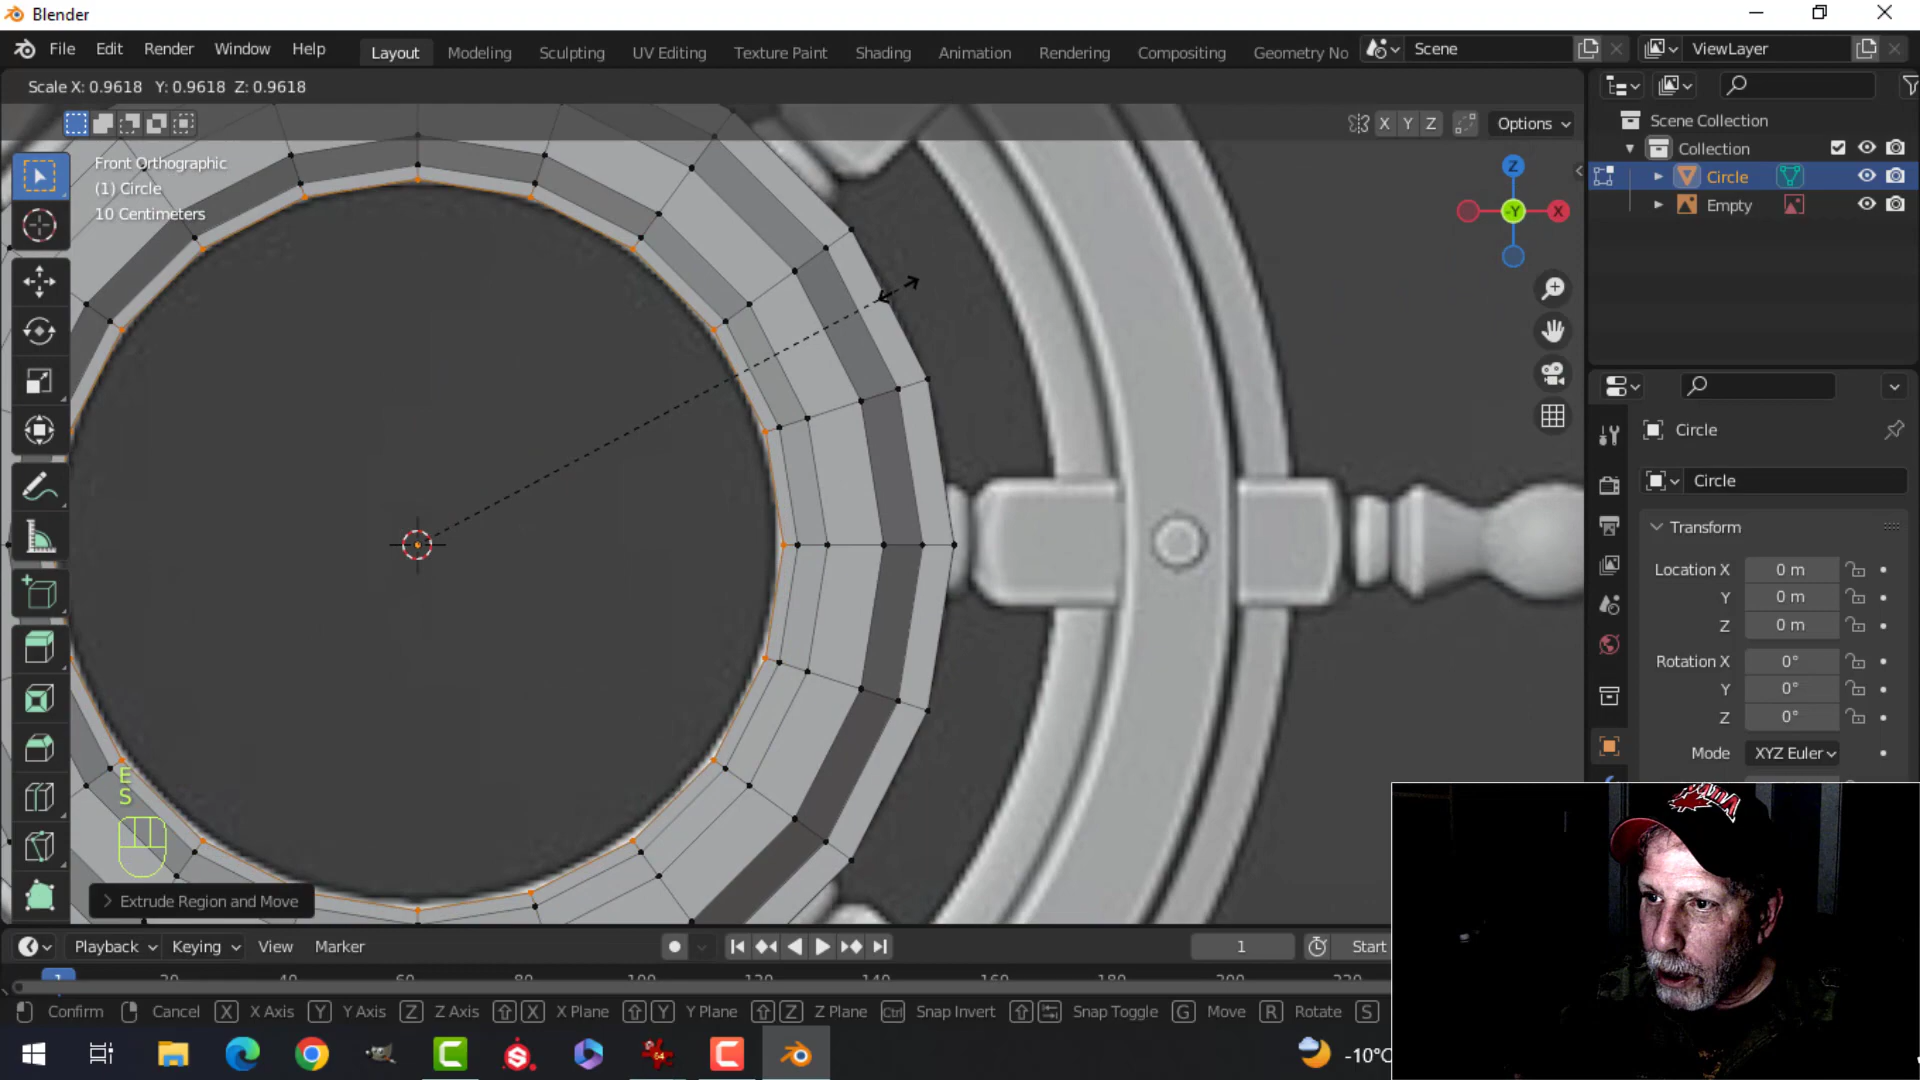 Blender
File Edit Render Window Help Layout Modeling Sculpting UV Editing Texture Paint Shading Animation Rendering Compositing Geometry No Scene ViewLayer
Scale X: 0.9618 Y: 0.9618 Z: 0.9618
X Y Z Options
Front Orthographic
(1) Circle
10 Centimeters
Z
-Y X
Scene Collection
Collection
Circle
Empty
Circle
Circle
Transform
Location X 0 m
Y 0 m
Z 0 m
Rotation X 0°
Y 0°
Z 0°
Mode XYZ Euler
E
S
Extrude Region and Move
Playback Keying View Marker 1 Start
1
Confirm Cancel X X Axis Y Y Axis Z Z Axis X X Plane Y Y Plane Z Z Plane Ctrl Snap Invert Snap Toggle G Move R Rotate S
-10°C